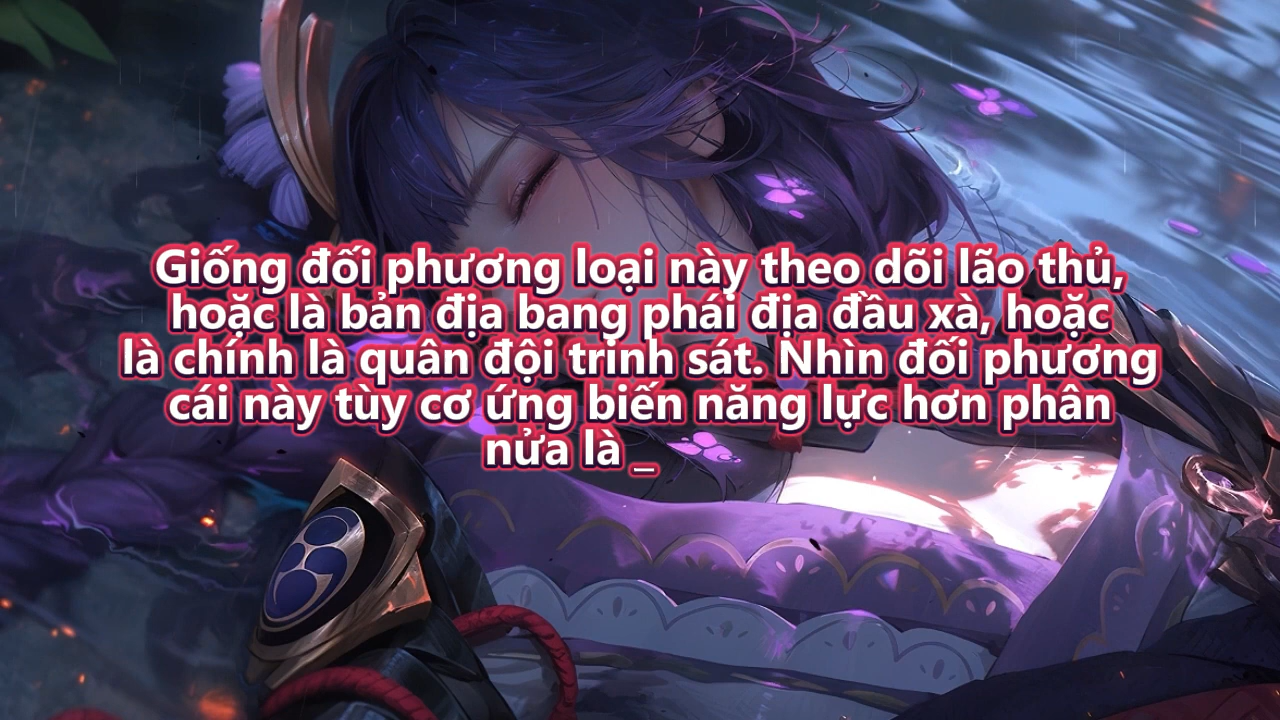 Giống đối phương loại này theo dõi lão thủ,
hoặc là bản địa bang phái địa đầu xà, hoặc
là chính là quân đội trinh sát. Nhìn đối phương
cái này tùy cơ ứng biến năng lực hơn phân
nửa là _